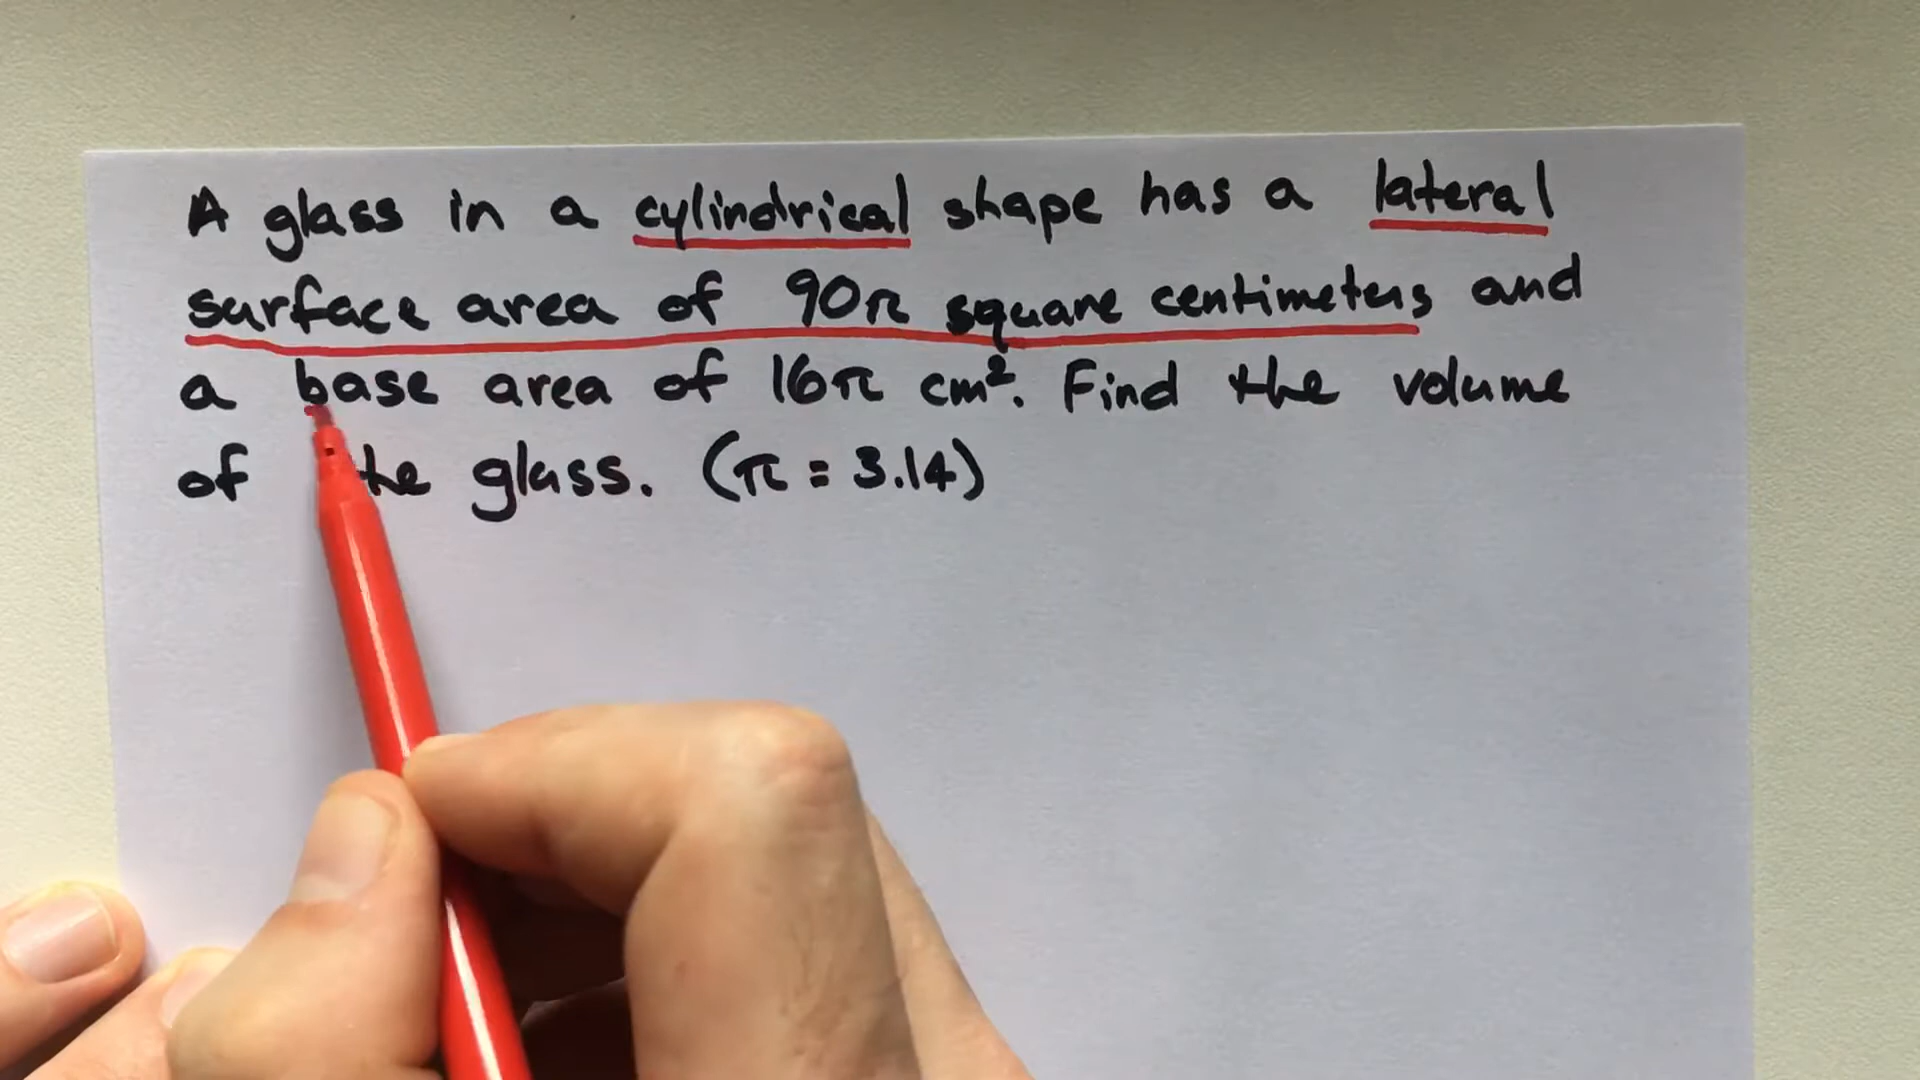 A glass in a cylindrical shape has a lateral
surface area of 90π square centimeters and
a base area of 16π cm². Find the volume
of the glass. (π = 3.14)